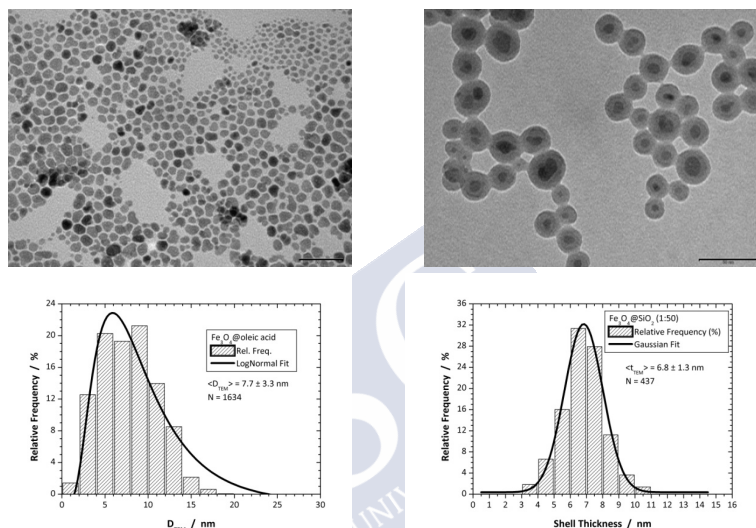 24
20
16
12
8
4
0
Relative Frequency / %
Fe3O4@oleic acid
Rel. Freq.
LogNormal Fit
<D_TEM> = 7.7 ± 3.3 nm
N = 1634
0 5 10 15 20 25 30
/ nm
36
32
28
24
20
16
12
8
4
0
Relative Frequency / %
Fe3O4@SiO2 (1:50)
Relative Frequency (%)
Gaussian Fit
<t_TEM> = 6.8 ± 1.3 nm
N = 437
0 1 2 3 4 5 6 7 8 9 10 11 12 13 14 15 16
Shell Thickness / nm